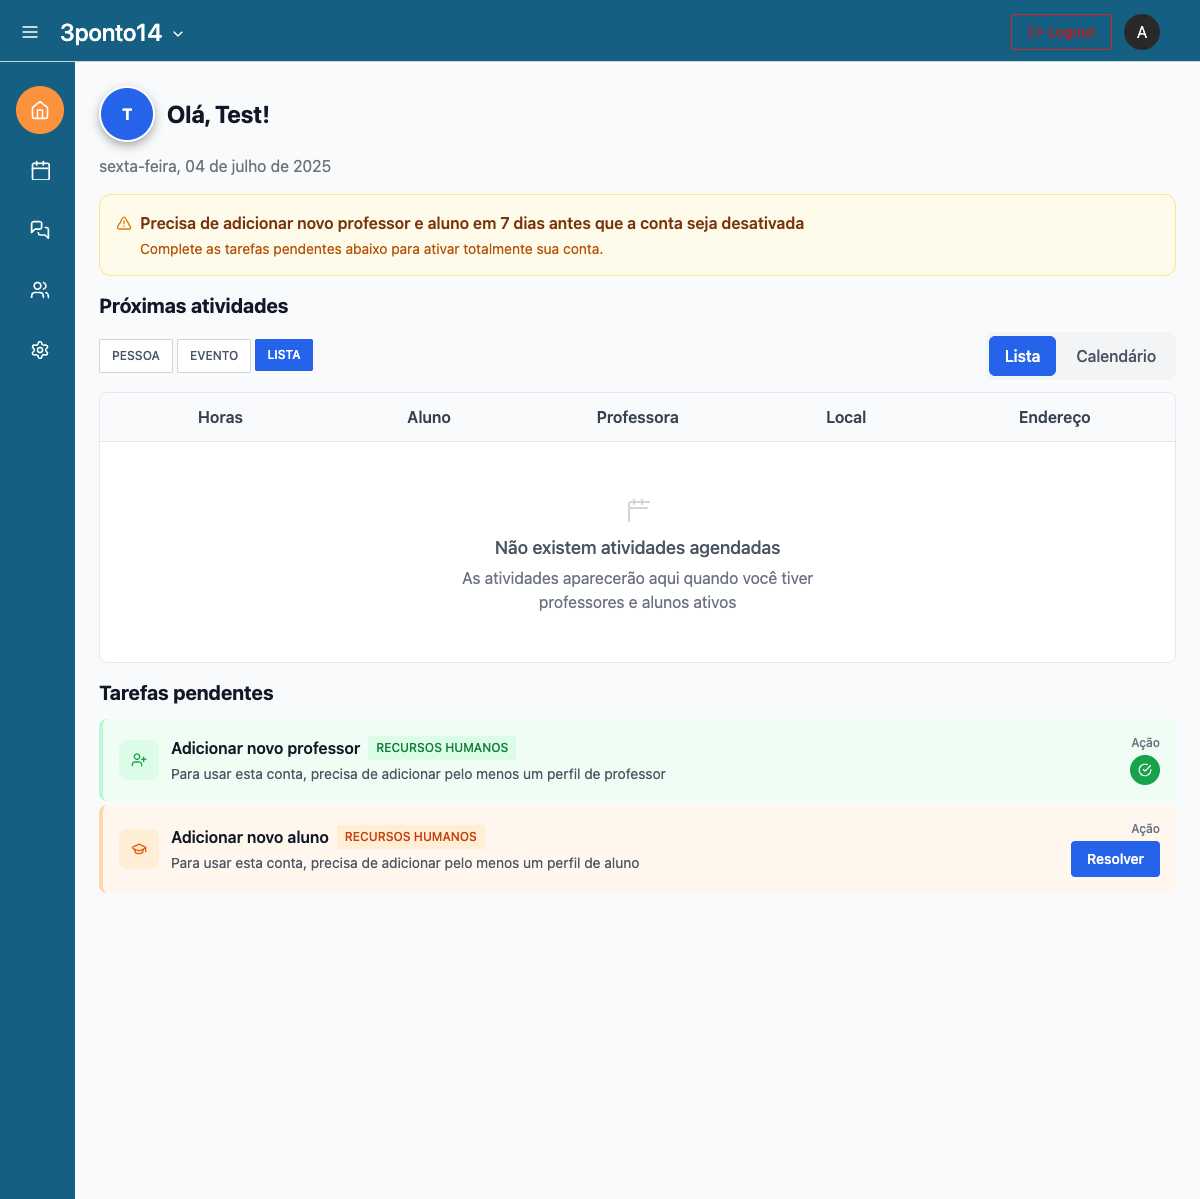 3ponto14
Logout
A
T
Olá, Test!
sexta-feira, 04 de julho de 2025
Precisa de adicionar novo professor e aluno em 7 dias antes que a conta seja desativada
Complete as tarefas pendentes abaixo para ativar totalmente sua conta.
Próximas atividades
PESSOA EVENTO LISTA
Lista Calendário
Horas Aluno Professora Local Endereço
Não existem atividades agendadas
As atividades aparecerão aqui quando você tiver
professores e alunos ativos
Tarefas pendentes
Adicionar novo professor RECURSOS HUMANOS
Para usar esta conta, precisa de adicionar pelo menos um perfil de professor
Ação
Adicionar novo aluno RECURSOS HUMANOS
Para usar esta conta, precisa de adicionar pelo menos um perfil de aluno
Ação
Resolver